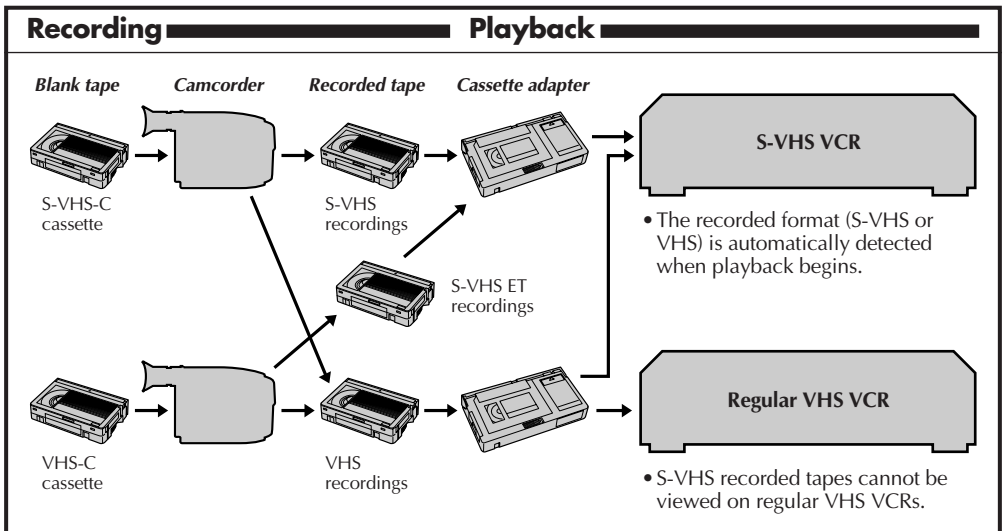 Recording Playback
Blank tape Camcorder Recorded tape Cassette adapter
S-VHS VCR
S-VHS-C
cassette
S-VHS
recordings
• The recorded format (S-VHS or
VHS) is automatically detected
when playback begins.
S-VHS ET
recordings
Regular VHS VCR
VHS-C
cassette
VHS
recordings
• S-VHS recorded tapes cannot be
viewed on regular VHS VCRs.